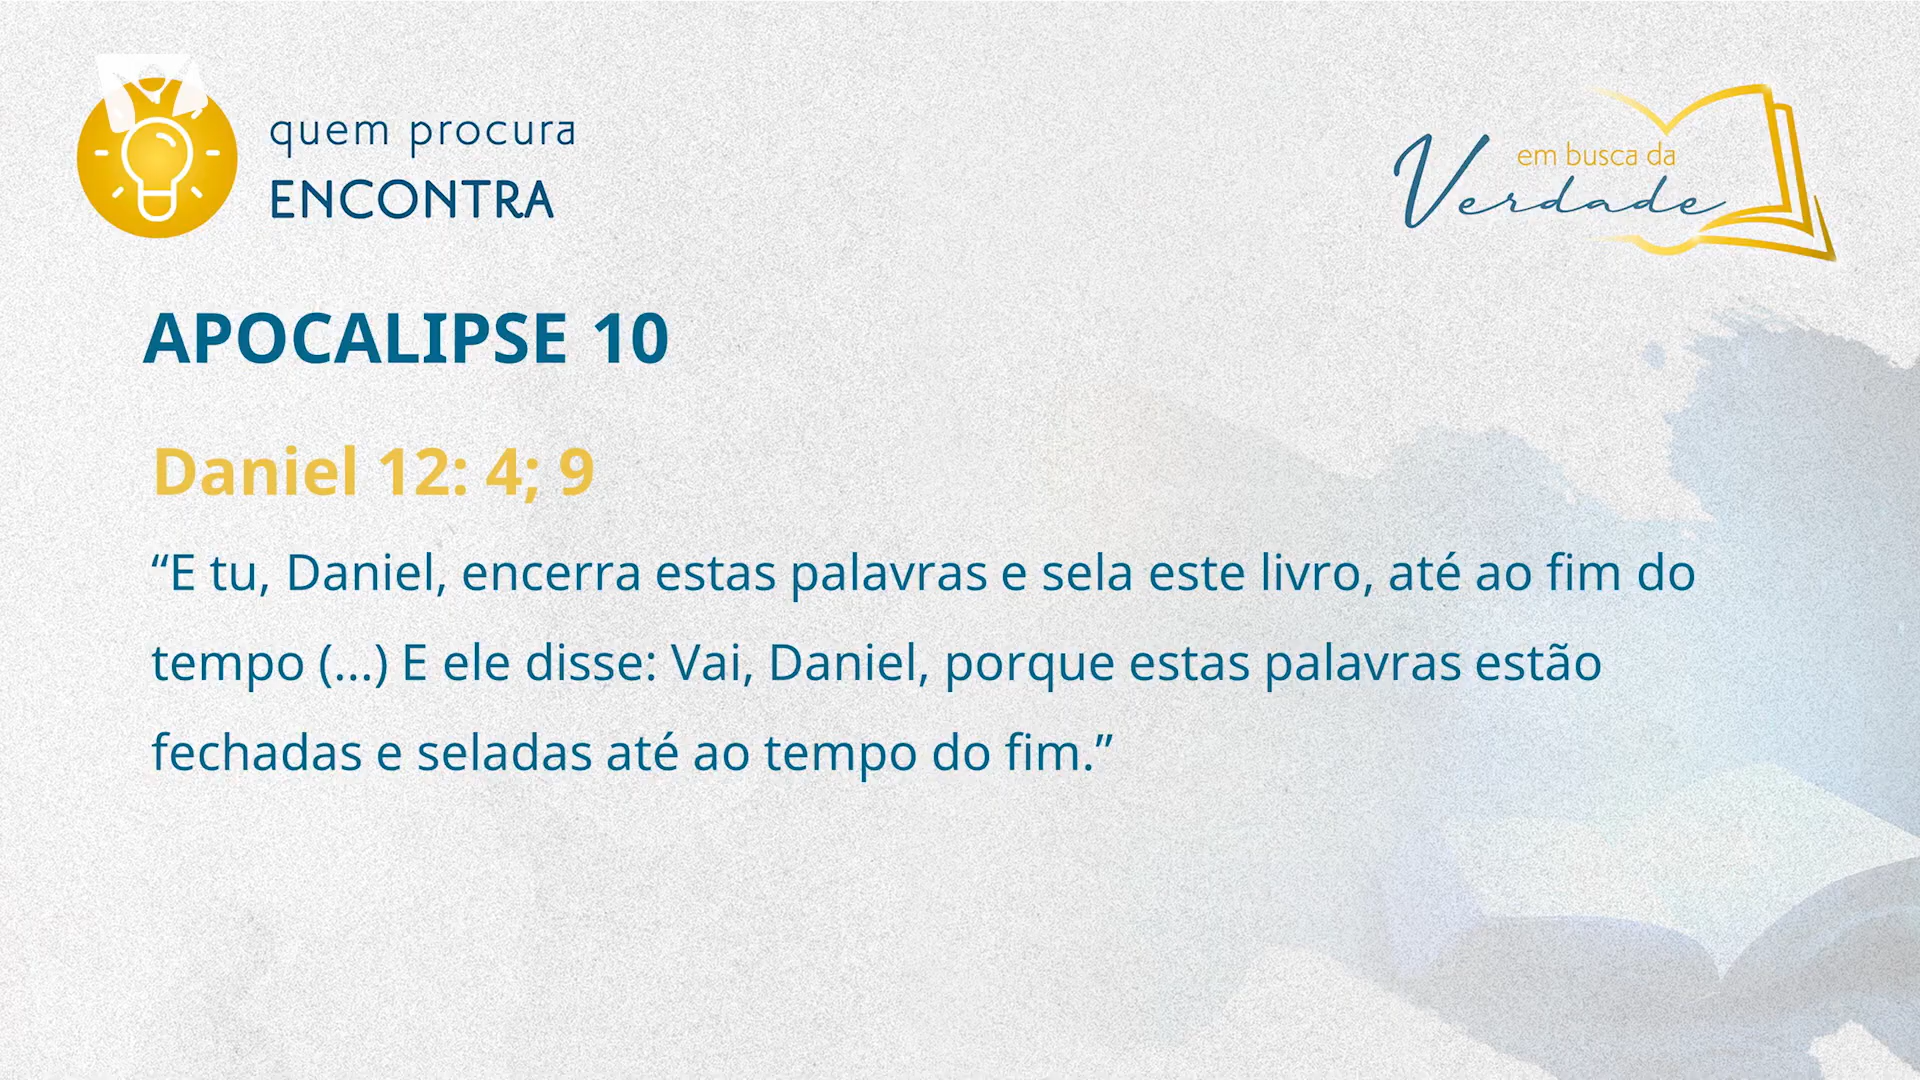 quem procura
ENCONTRA
em busca da
Verdade
APOCALIPSE 10
Daniel 12: 4; 9
“E tu, Daniel, encerra estas palavras e sela este livro, até ao fim do
tempo (...) E ele disse: Vai, Daniel, porque estas palavras estão
fechadas e seladas até ao tempo do fim.”